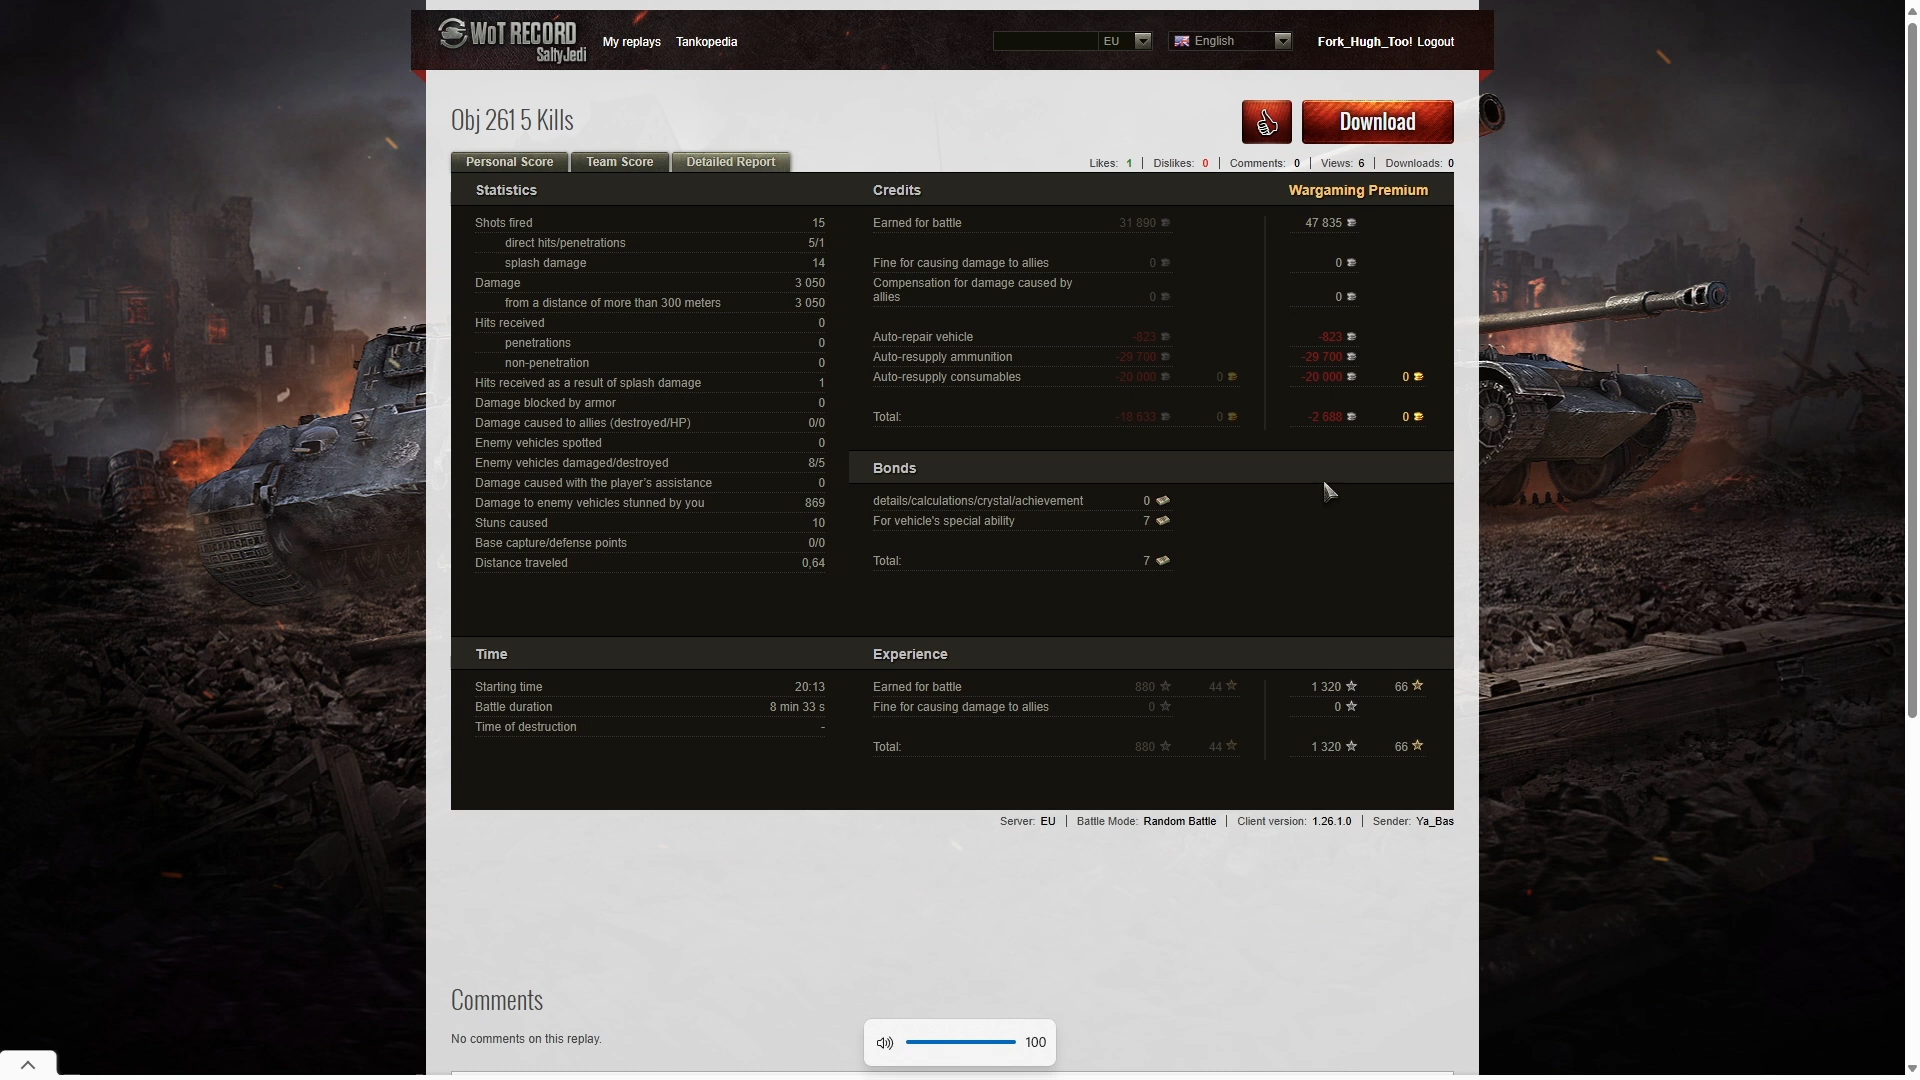 WoT RECORD
SaltyJedi
My replays Tankopedia
EU English
Fork_Hugh_Too! Logout
Obj 261 5 Kills
Download
Personal Score Team Score Detailed Report
Likes: 1 | Dislikes: 0 | Comments: 0 | Views: 6 | Downloads: 0
Statistics
Shots fired 15
direct hits/penetrations 5/1
splash damage 14
Damage 3 050
from a distance of more than 300 meters 3 050
Hits received 0
penetrations 0
non-penetration 0
Hits received as a result of splash damage 1
Damage blocked by armor 0
Damage caused to allies (destroyed/HP) 0/0
Enemy vehicles spotted 0
Enemy vehicles damaged/destroyed 8/5
Damage caused with the player's assistance 0
Damage to enemy vehicles stunned by you 869
Stuns caused 10
Base capture/defense points 0/0
Distance traveled 0,64
Credits Wargaming Premium
Earned for battle 31 890 47 835
Fine for causing damage to allies 0 0
Compensation for damage caused by
allies 0 0
Auto-repair vehicle -823 -823
Auto-resupply ammunition -29 700 -29 700
Auto-resupply consumables -20 000 0 -20 000 0
Total: -18 633 0 -2 688 0
Bonds
details/calculations/crystal/achievement 0
For vehicle's special ability 7
Total: 7
Time
Starting time 20:13
Battle duration 8 min 33 s
Time of destruction -
Experience
Earned for battle 880 44 1 320 66
Fine for causing damage to allies 0 0
Total: 880 44 1 320 66
Server: EU | Battle Mode: Random Battle | Client version: 1.26.1.0 | Sender: Ya_Bas
Comments
No comments on this replay.
100